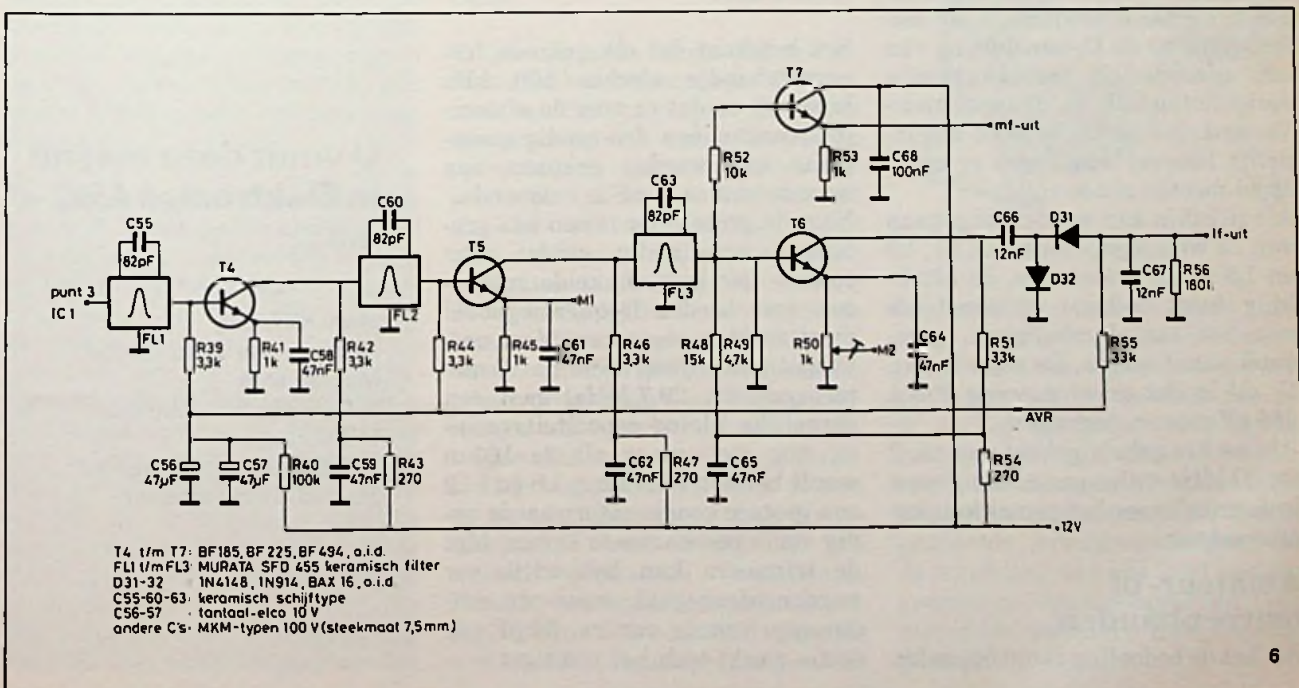 T7
mf-uit
R52
10k
R53
1k
C68
100nF
C63
82pF
C60
82pF
C55
82pF
T4
T5
T6
C66
12nF
D31
lf-uit
D32
C67
12nF
R56
180k
punt 3
IC 1
FL1
FL2
FL3
M1
R39
3,3k
R41
1k
C58
47nF
R42
3,3k
R44
3,3k
R45
1k
C61
47nF
R46
3,3k
R48
15k
R49
4,7k
R50
1k
M2
C64
47nF
R51
3,3k
R55
33k
AVR
C56
47µF
C57
47µF
R40
100k
C59
47nF
R43
270
C62
47nF
R47
270
C65
47nF
R54
270
+12V
T4 t/m T7: BF185, BF 225, BF494, o.i.d.
FL1 t/m FL3: MURATA SFD 455 keramisch filter
D31-32 : 1N4148, 1N914, BAX 16, o.i.d.
C55-60-63: keramisch schijftype
C56-57 : tantaal-elco 10 V
andere C's: MKM-typen 100 V (steekmaat 7,5 mm)
6